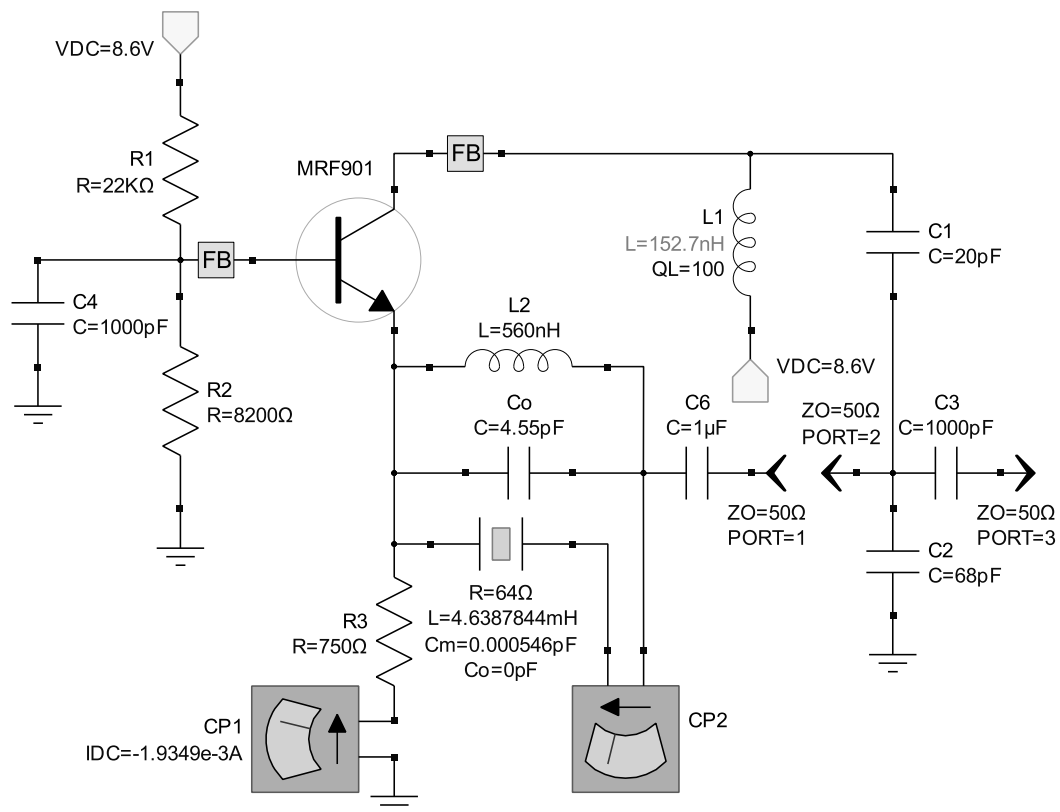 VDC=8.6V
R1
R=22KΩ
MRF901
FB
FB
L1
L=152.7nH
QL=100
C1
C=20pF
C4
C=1000pF
L2
L=560nH
VDC=8.6V
R2
R=8200Ω
Co
C=4.55pF
C6
C=1µF
ZO=50Ω
PORT=2
C3
C=1000pF
ZO=50Ω
PORT=1
ZO=50Ω
PORT=3
C2
C=68pF
R3
R=750Ω
R=64Ω
L=4.6387844mH
Cm=0.000546pF
Co=0pF
CP1
IDC=-1.9349e-3A
CP2